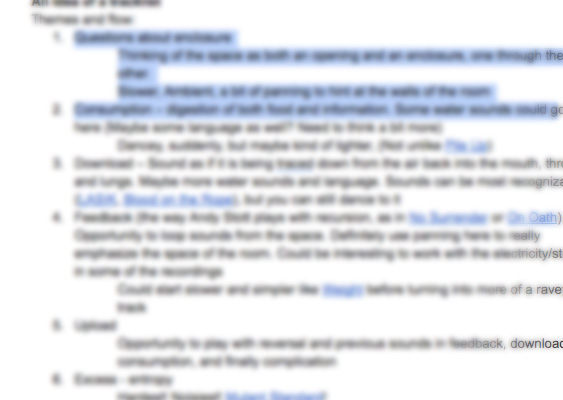 An idea of a tracklist
Themes and flow:
1. Questions about enclosure
Thinking of the space as both an opening and an enclosure, one through the
other.
Slower, Ambient, a bit of panning to hint at the walls of the room
2. Consumption - digestion of both food and information. Some water sounds could go
here (Maybe some language as well? Need to think a bit more)
Dancey, suddenly, but maybe kind of lighter. (Not unlike Pile Up)
3. Download - Sound as if it is being traced down from the air back into the mouth, thr
and lungs. Maybe more water sounds and language. Sounds can be most recogniza
Blood on the Rope), but you can still dance to it
4. Feedback (the way Andy Stott plays with recursion, as in No Surrender or On Oath)
Opportunity to loop sounds from the space. Definitely use panning here to really
emphasize the space of the room. Could be interesting to work with the electricity/st
in some of the recordings
Could start slower and simpler like Weight before turning into more of a rave
track
5. Upload
Opportunity to play with reversal and previous sounds in feedback, download
consumption, and finally complication
6. Excess - entropy
Mutant Standard